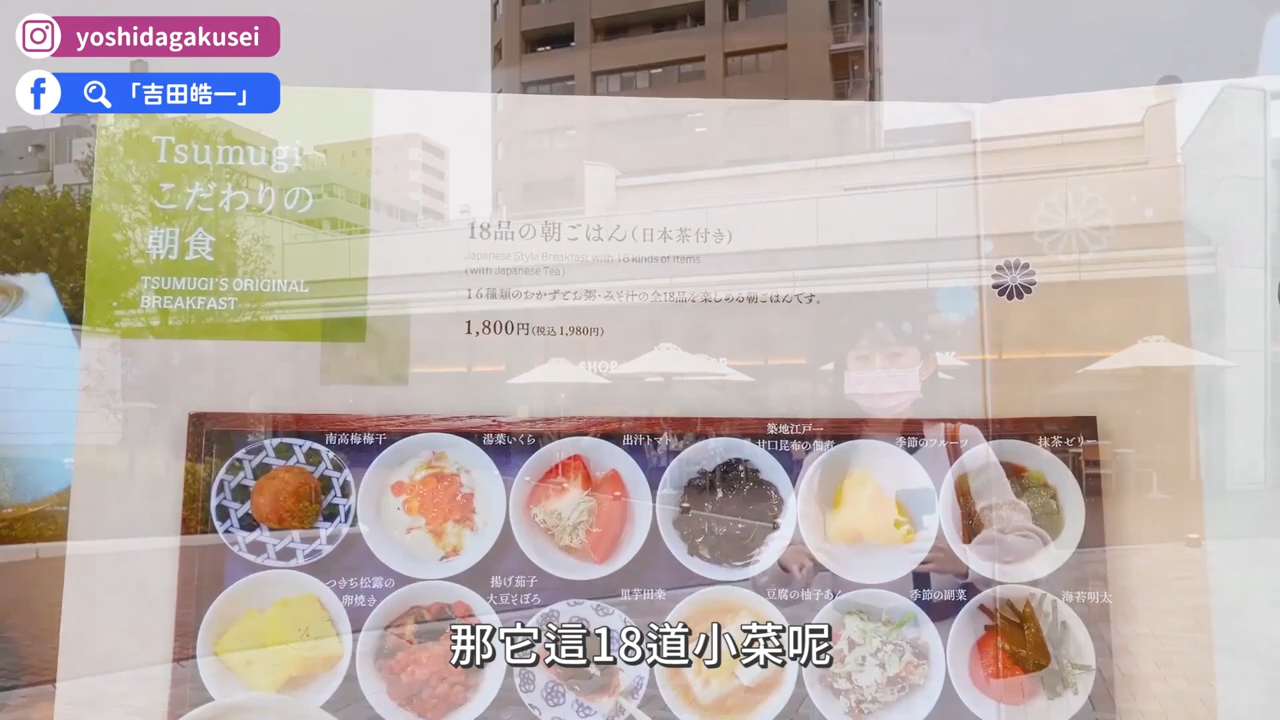 yoshidagakusei
「吉田皓一」
Tsumugi
こだわりの
朝食
TSUMUGI'S ORIGINAL
BREAKFAST
18品の朝ごはん(日本茶付き)
Japanese Style Breakfast with 18 kinds of Items
(with Japanese Tea)
16種類のおかずとお粥・みそ汁の全18品を楽しめる朝ごはんです。
1,800円(税込1,980円)
SHOP
南高梅梅干
湯葉いくら
出汁トマト
築地江戸一
甘口昆布の佃煮
季節のフルーツ
抹茶ゼリー
つきぢ松露の
卵焼き
揚げ茄子
大豆そぼろ
里芋田楽
豆腐の柚子あん
季節の副菜
海苔明太
那它這18道小菜呢